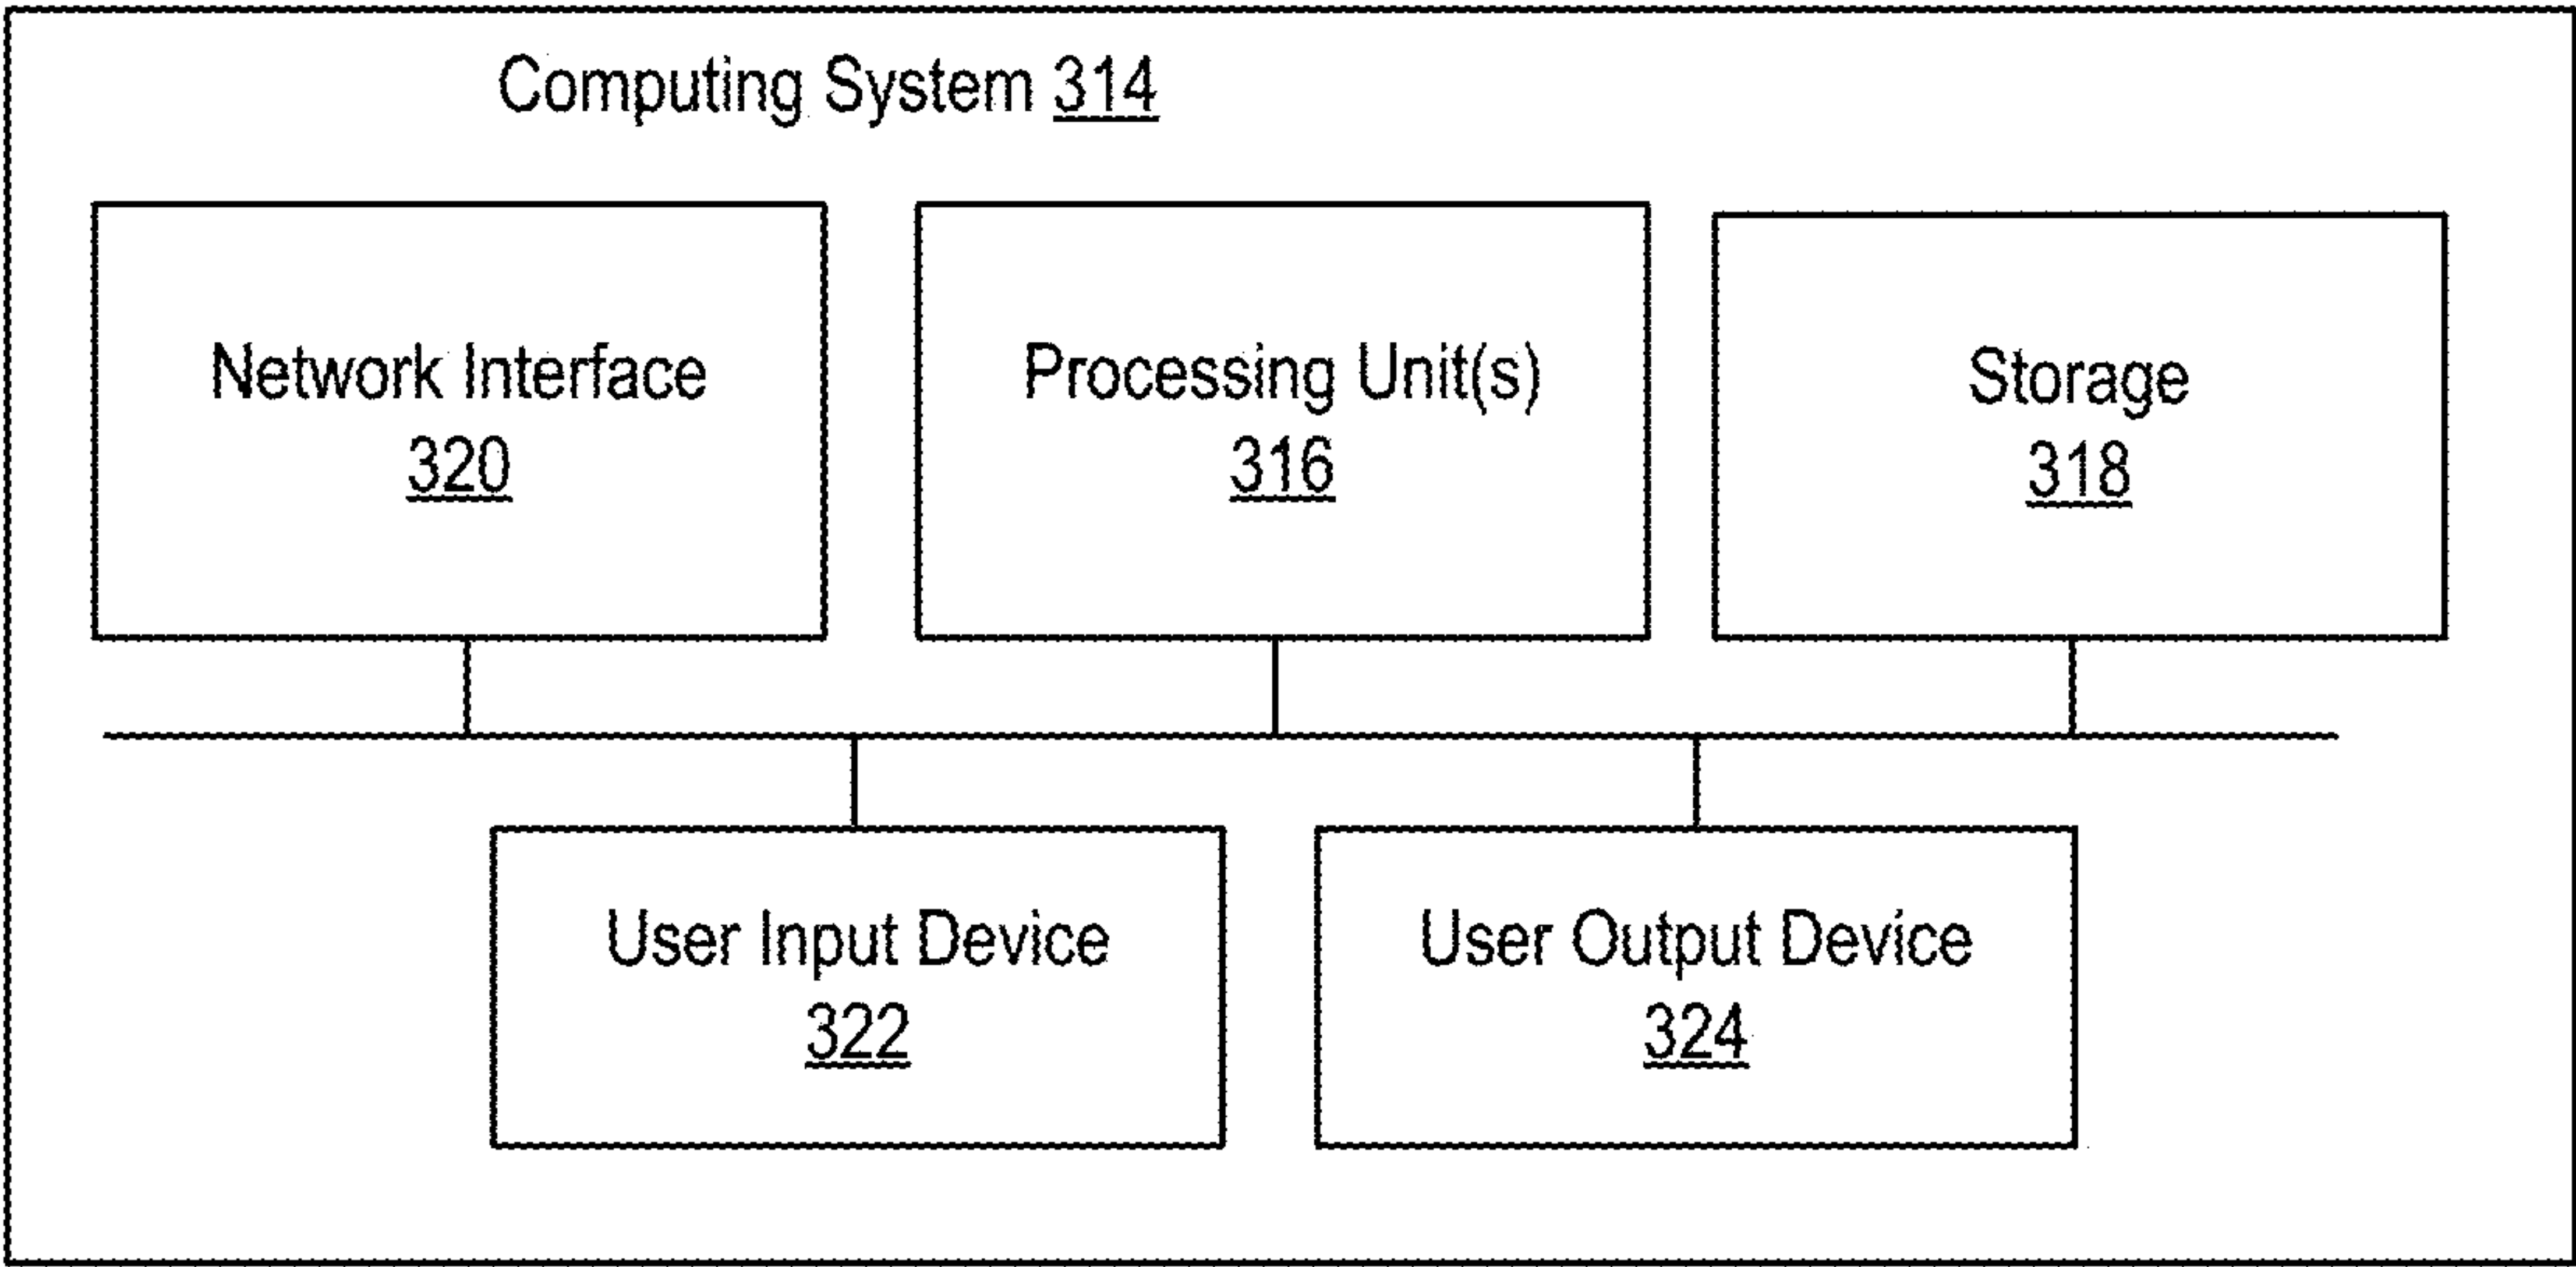 Computing System 314
Network Interface
320
Processing Unit(s)
316
Storage
318
User Input Device
322
User Output Device
324